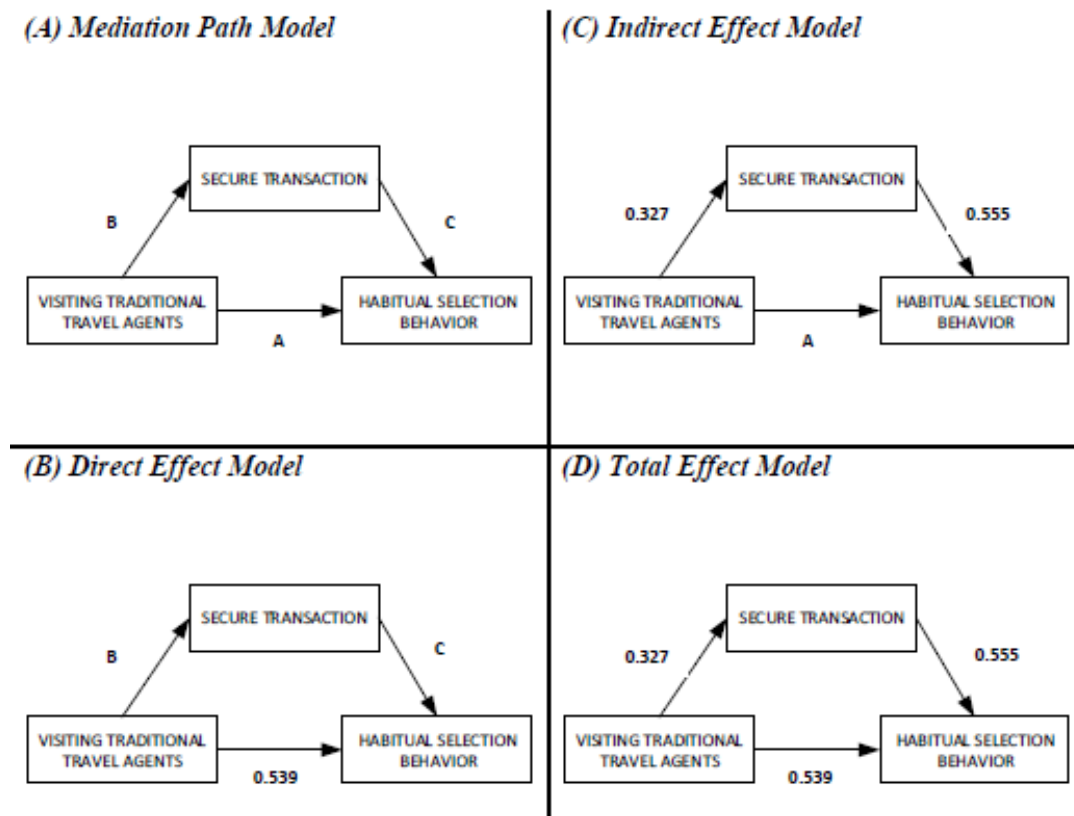 (A) Mediation Path Model
SECURE TRANSACTION
B
C
VISITING TRADITIONAL
TRAVEL AGENTS
HABITUAL SELECTION
BEHAVIOR
A
(C) Indirect Effect Model
SECURE TRANSACTION
0.327
0.555
VISITING TRADITIONAL
TRAVEL AGENTS
HABITUAL SELECTION
BEHAVIOR
A
(B) Direct Effect Model
SECURE TRANSACTION
B
C
VISITING TRADITIONAL
TRAVEL AGENTS
HABITUAL SELECTION
BEHAVIOR
0.539
(D) Total Effect Model
SECURE TRANSACTION
0.327
0.555
VISITING TRADITIONAL
TRAVEL AGENTS
HABITUAL SELECTION
BEHAVIOR
0.539